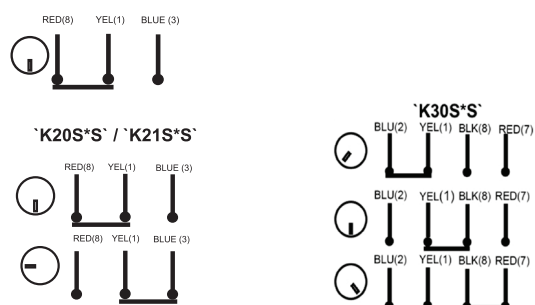 RED(8) YEL(1) BLUE (3)
`K20S*S` / `K21S*S`
RED(8) YEL(1) BLUE (3)
RED(8) YEL(1) BLUE (3)
`K30S*S`
BLU(2) YEL(1) BLK(8) RED(7)
BLU(2) YEL(1) BLK(8) RED(7)
BLU(2) YEL(1) BLK(8) RED(7)